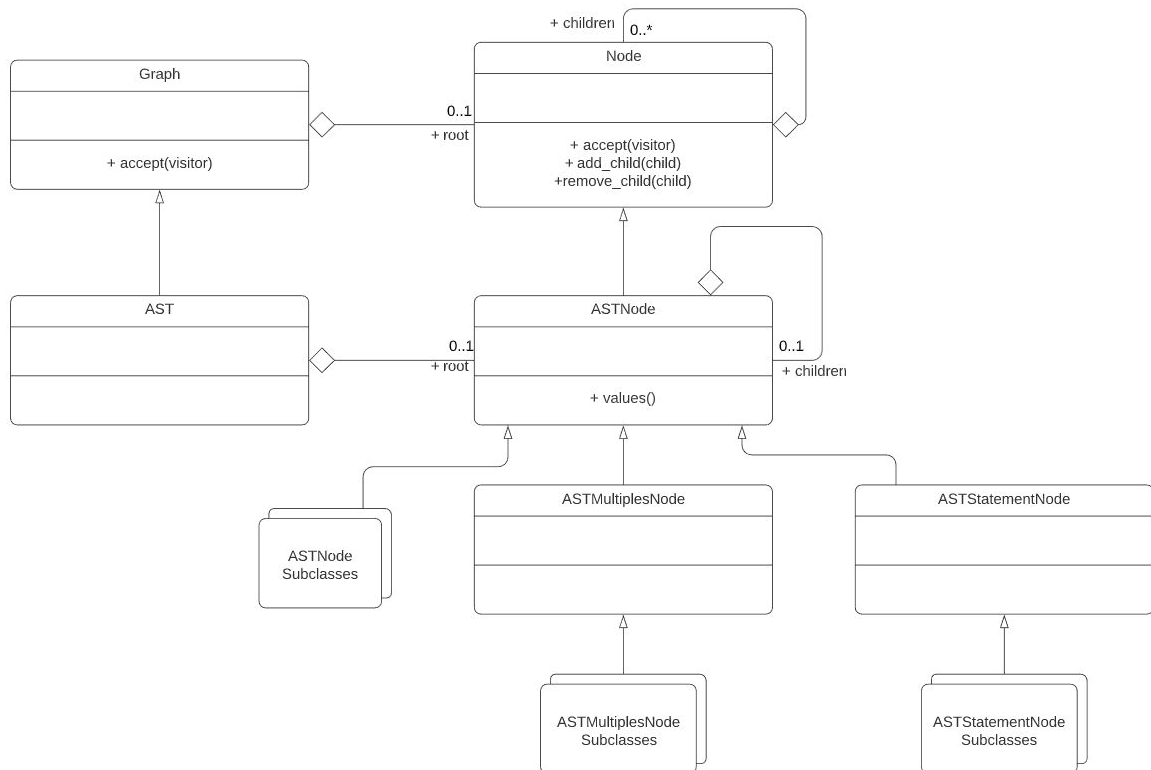 + children
0..*
Node
Graph
0..1
+ root
+ accept(visitor)
+ add_child(child)
+remove_child(child)
+ accept(visitor)
AST
ASTNode
0..1
+ root
0..1
+ children
+ values()
ASTMultiplesNode
ASTStatementNode
ASTNode
Subclasses
ASTMultiplesNode
Subclasses
ASTStatementNode
Subclasses